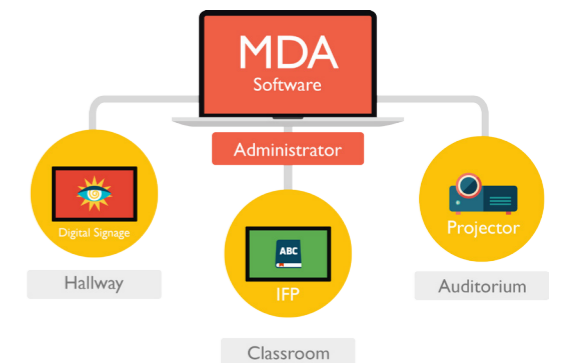 MDA
Software
Administrator
Digital Signage
Hallway
ABC
IFP
Classroom
Projector
Auditorium